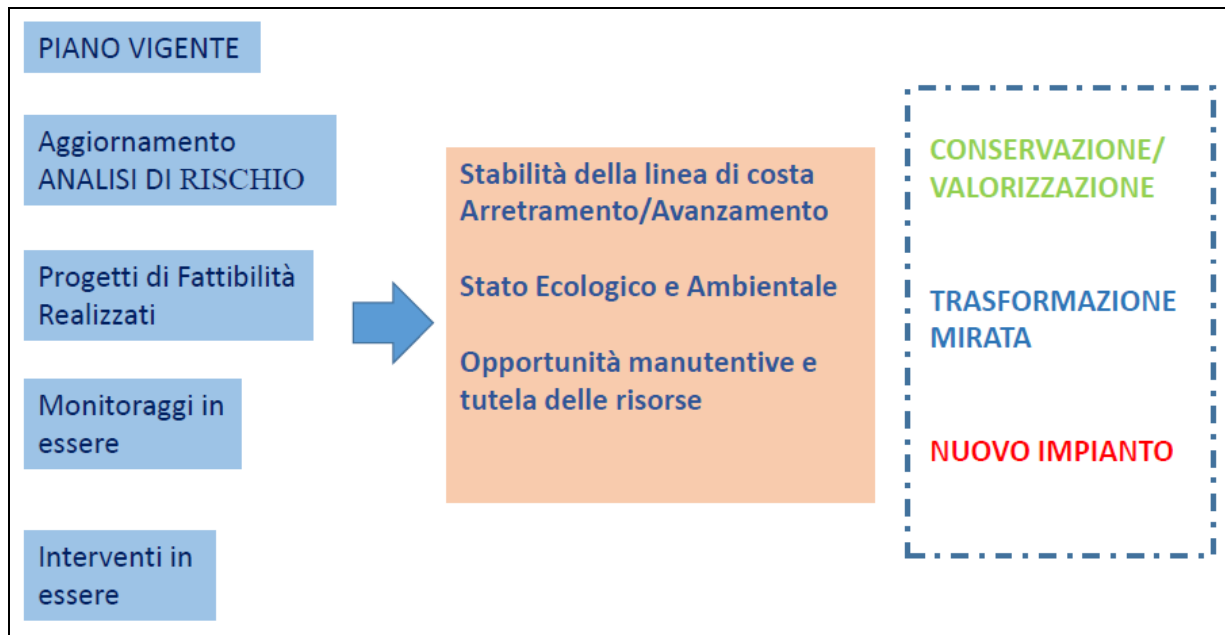 PIANO VIGENTE
Aggiornamento
ANALISI DI RISCHIO
Progetti di Fattibilità
Realizzati
Monitoraggi in
essere
Interventi in
essere
Stabilità della linea di costa
Arretramento/Avanzamento
Stato Ecologico e Ambientale
Opportunità manutentive e
tutela delle risorse
CONSERVAZIONE/
VALORIZZAZIONE
TRASFORMAZIONE
MIRATA
NUOVO IMPIANTO